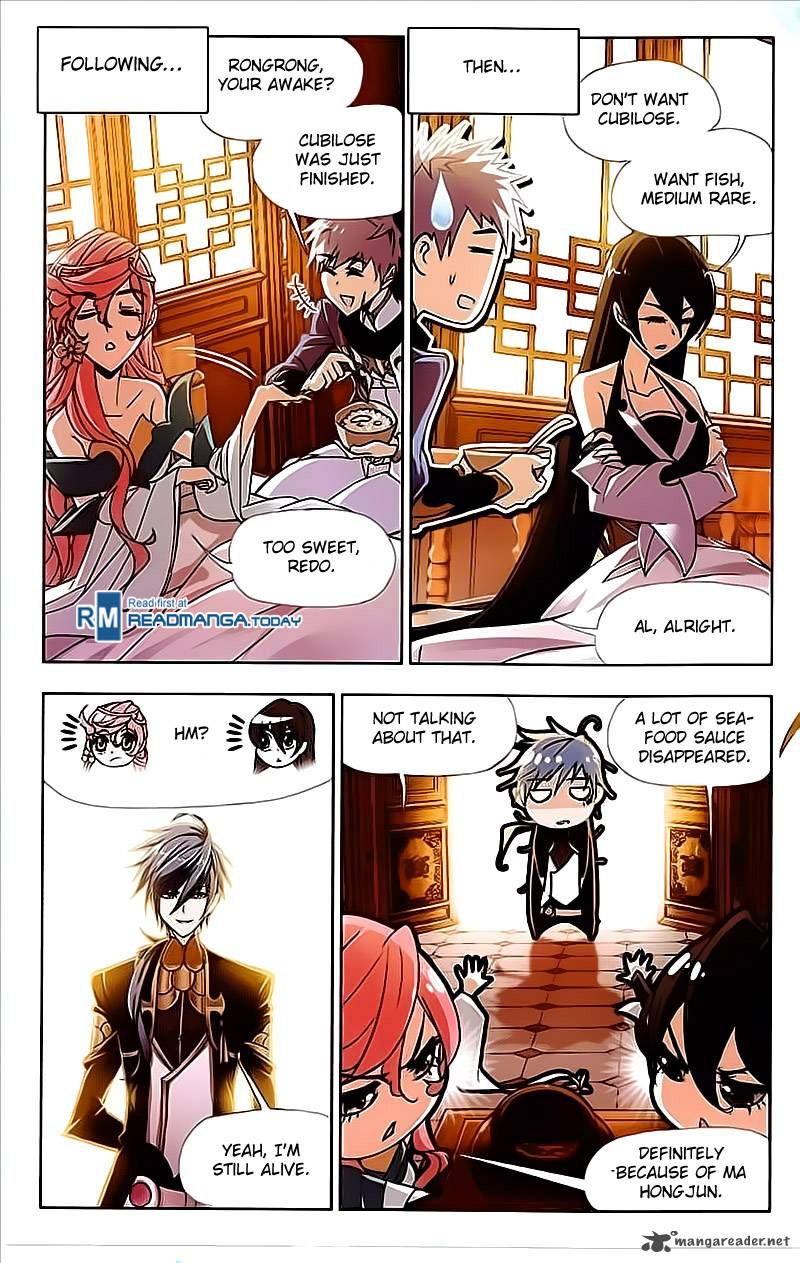 FOLLOWING...
RONGRONG,
YOUR AWAKE?
CUBILOSE
WAS JUST
FINISHED.
TOO SWEET,
REDO.
RM
Read first at
READMANGA.TODAY
THEN...
DON'T WANT
CUBILOSE.
WANT FISH,
MEDIUM RARE.
AL, ALRIGHT.
HM?
YEAH, I'M
STILL ALIVE.
NOT TALKING
ABOUT THAT.
A LOT OF SEA-
FOOD SAUCE
DISAPPEARED.
DEFINITELY
BECAUSE OF MA
HONGJUN.
mangareader.net